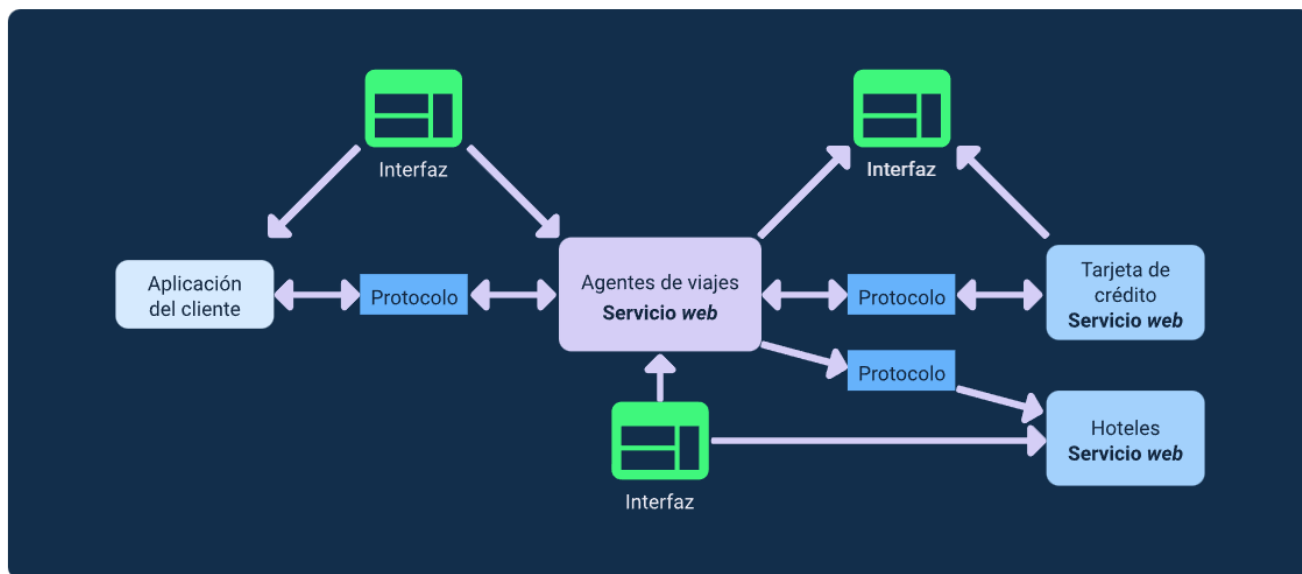 Interfaz
Interfaz
Aplicación
del cliente
Protocolo
Agentes de viajes
Servicio web
Protocolo
Tarjeta de
crédito
Servicio web
Protocolo
Hoteles
Servicio web
Interfaz